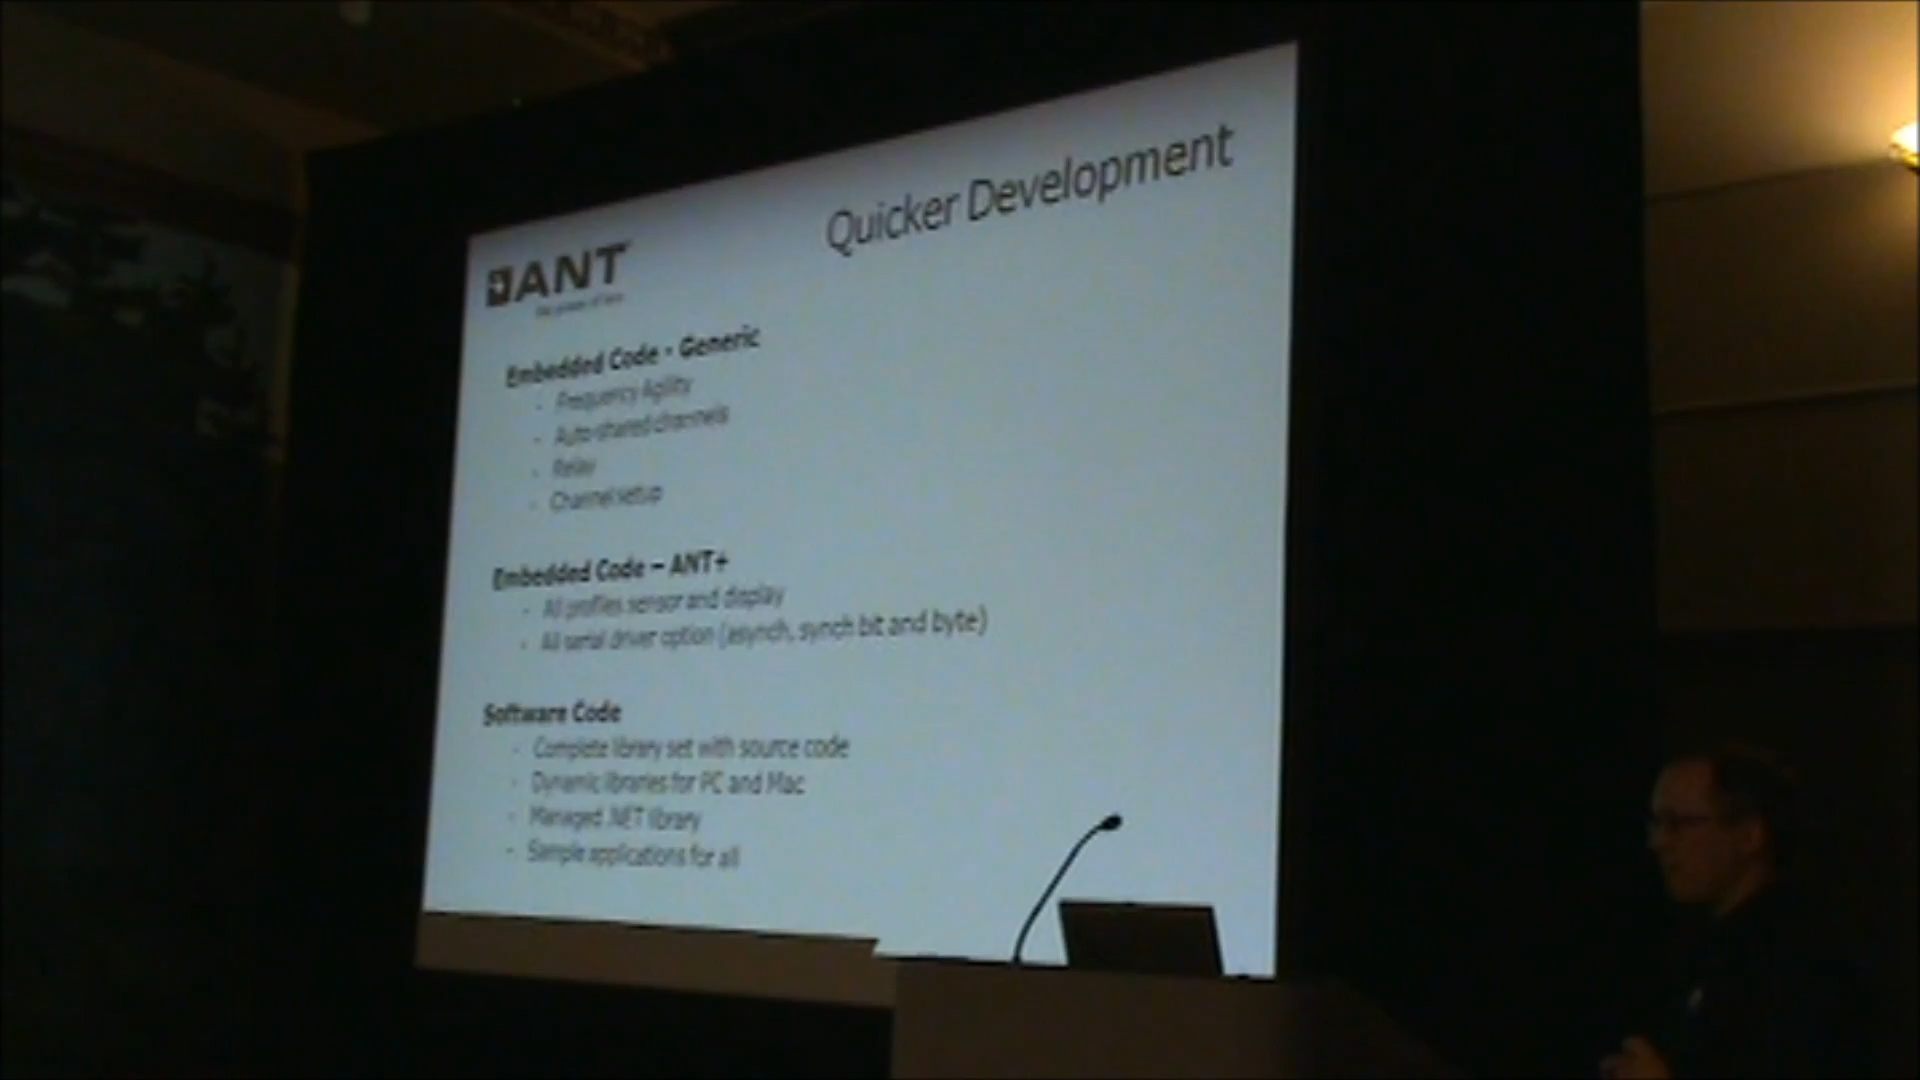 Quicker Development
ANT
Embedded Code - Generic
- Frequency Agility
- Auto shared channels
- Relay
- Channel setup
Embedded Code – ANT+
- All profiles sensor and display
- All serial driver option (asynch, synch bit and byte)
Software Code
- Complete library set with source code
- Dynamic libraries for PC and Mac
- Managed .NET library
- Sample applications for all